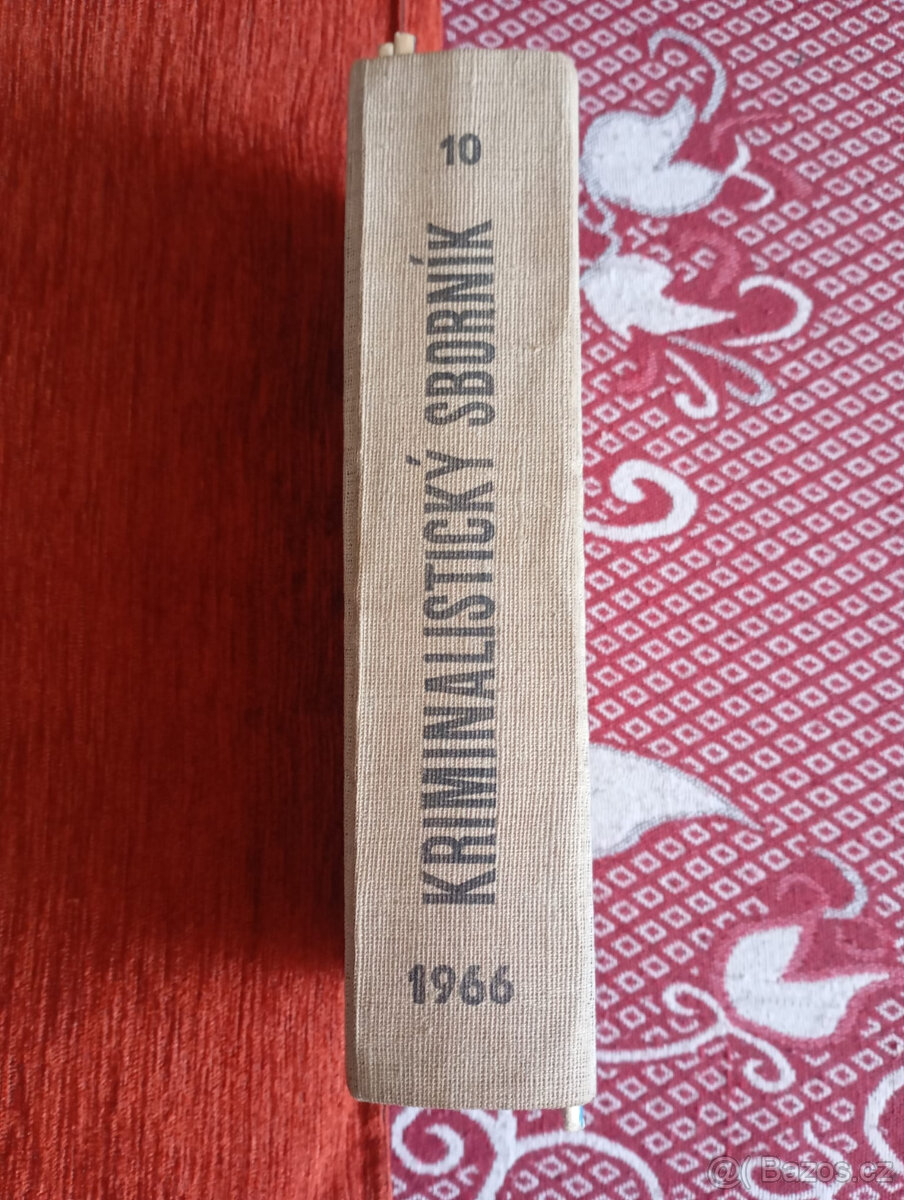 10
KRIMINALISTICKÝ SBORNÍK
1966
@( Bazos.cz